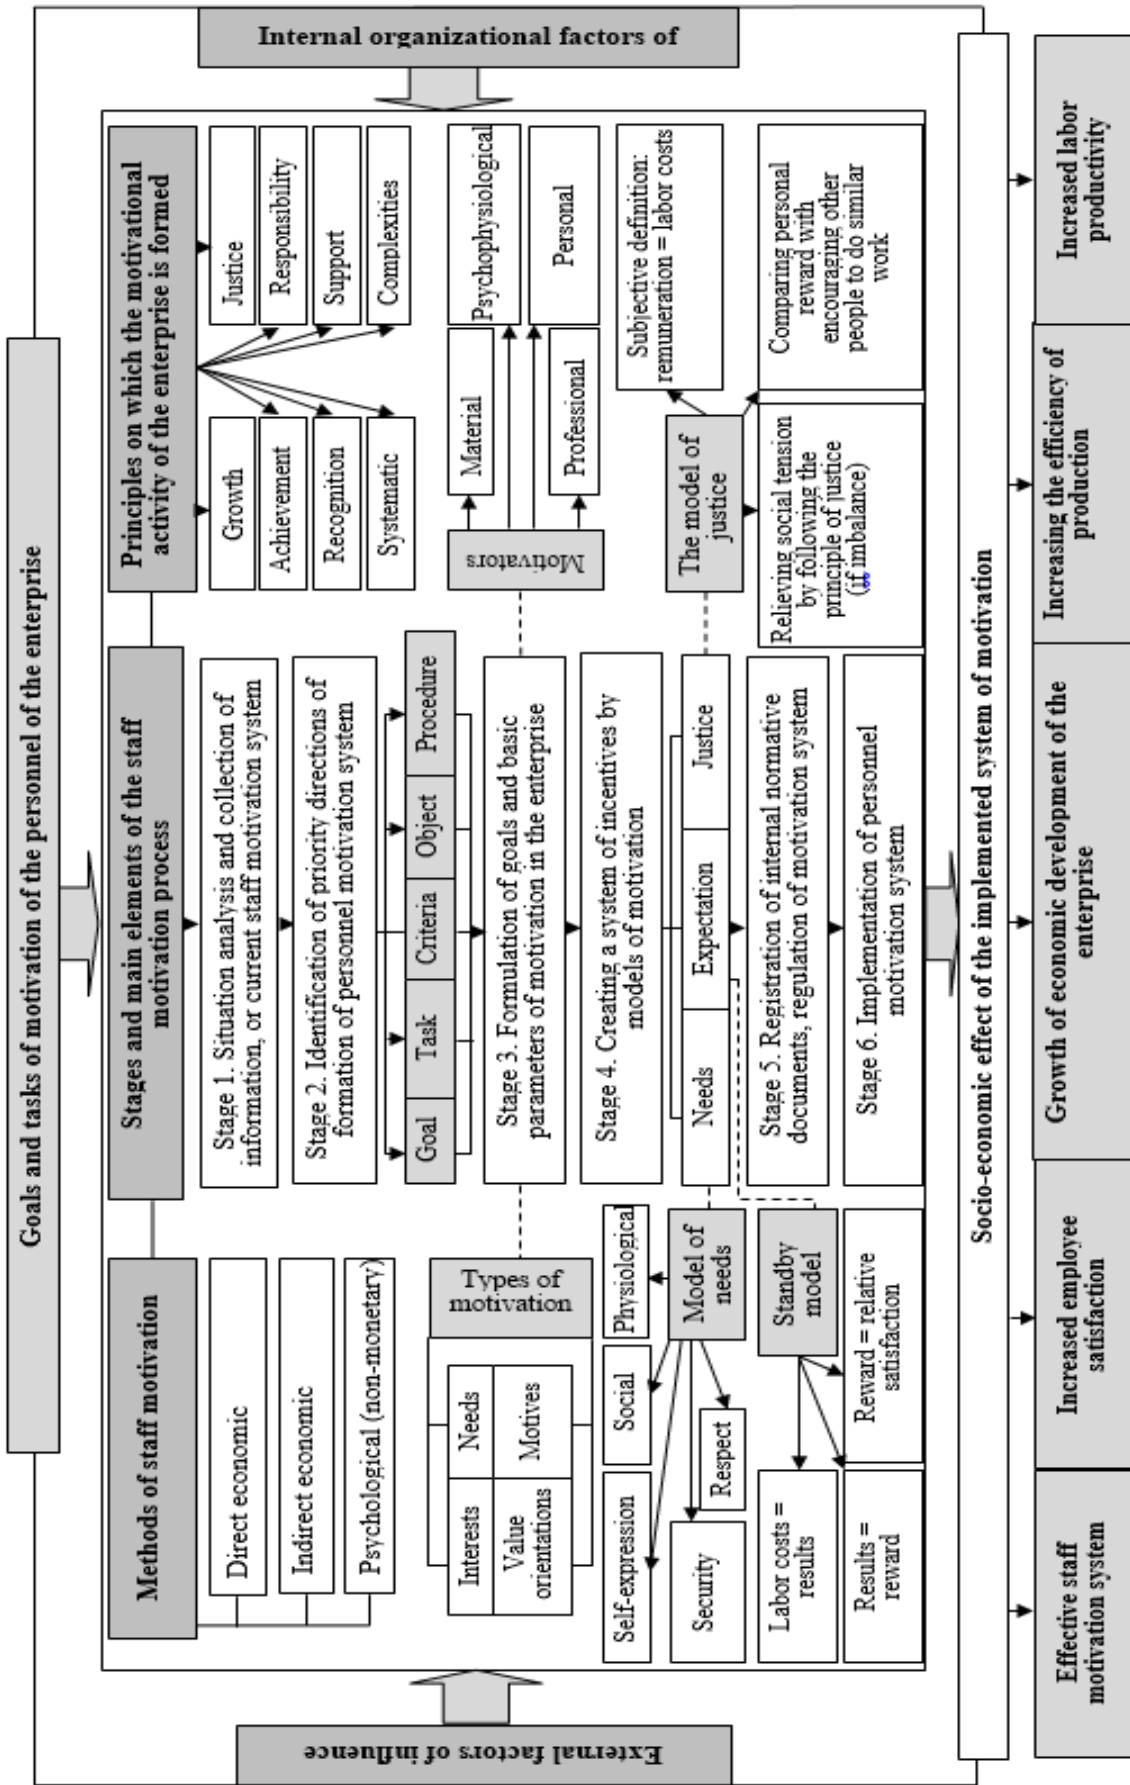 Goals and tasks of motivation of the personnel of the enterprise
External factors of influence
Internal organizational factors of
Methods of staff motivation
Direct economic
Indirect economic
Psychological (non-monetary)
Stages and main elements of the staff
motivation process
Principles on which the motivational
activity of the enterprise is formed
Growth
Justice
Achievement
Responsibility
Recognition
Support
Systematic
Complexities
Stage 1. Situation analysis and collection of
information, or current staff motivation system
Stage 2. Identification of priority directions of
formation of personnel motivation system
Goal
Task
Criteria
Object
Procedure
Types of
motivation
Interests
Needs
Value
orientations
Motives
Stage 3. Formulation of goals and basic
parameters of motivation in the enterprise
Motivators
Material
Psychophysiological
Professional
Personal
Stage 4. Creating a system of incentives by
models of motivation
Needs
Expectation
Justice
Self-expression
Social
Physiological
Model of
needs
Security
Respect
The model of
justice
Subjective definition:
remuneration = labor costs
Relieving social tension
by following the
principle of justice
(if imbalance)
Comparing personal
reward with
encouraging other
people to do similar
work
Stage 5. Registration of internal normative
documents, regulation of motivation system
Standby
model
Labor costs =
results
Results =
reward
Reward = relative
satisfaction
Stage 6. Implementation of personnel
motivation system
Socio-economic effect of the implemented system of motivation
Effective staff
motivation system
Increased employee
satisfaction
Growth of economic development of the
enterprise
Increasing the efficiency of
production
Increased labor
productivity